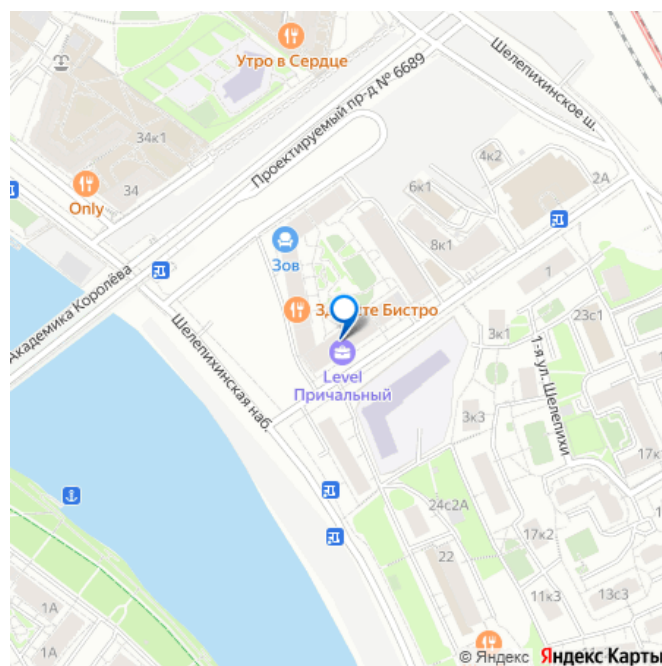 Утро в Сердце
Шелепихинское ш.
Проектируемый пр-д № 6689
34к1
34
Only
4к2
2А
6к1
8к1
Зов
1
Академика Королёва
Бистро
3к1
23с1
1-я ул. Шелепихи
Шелепихинская наб.
Level
Причальный
3к3
17к2
24с2А
17к2
22
11к3
13с3
1А
1А
© Яндекс Яндекс Карты